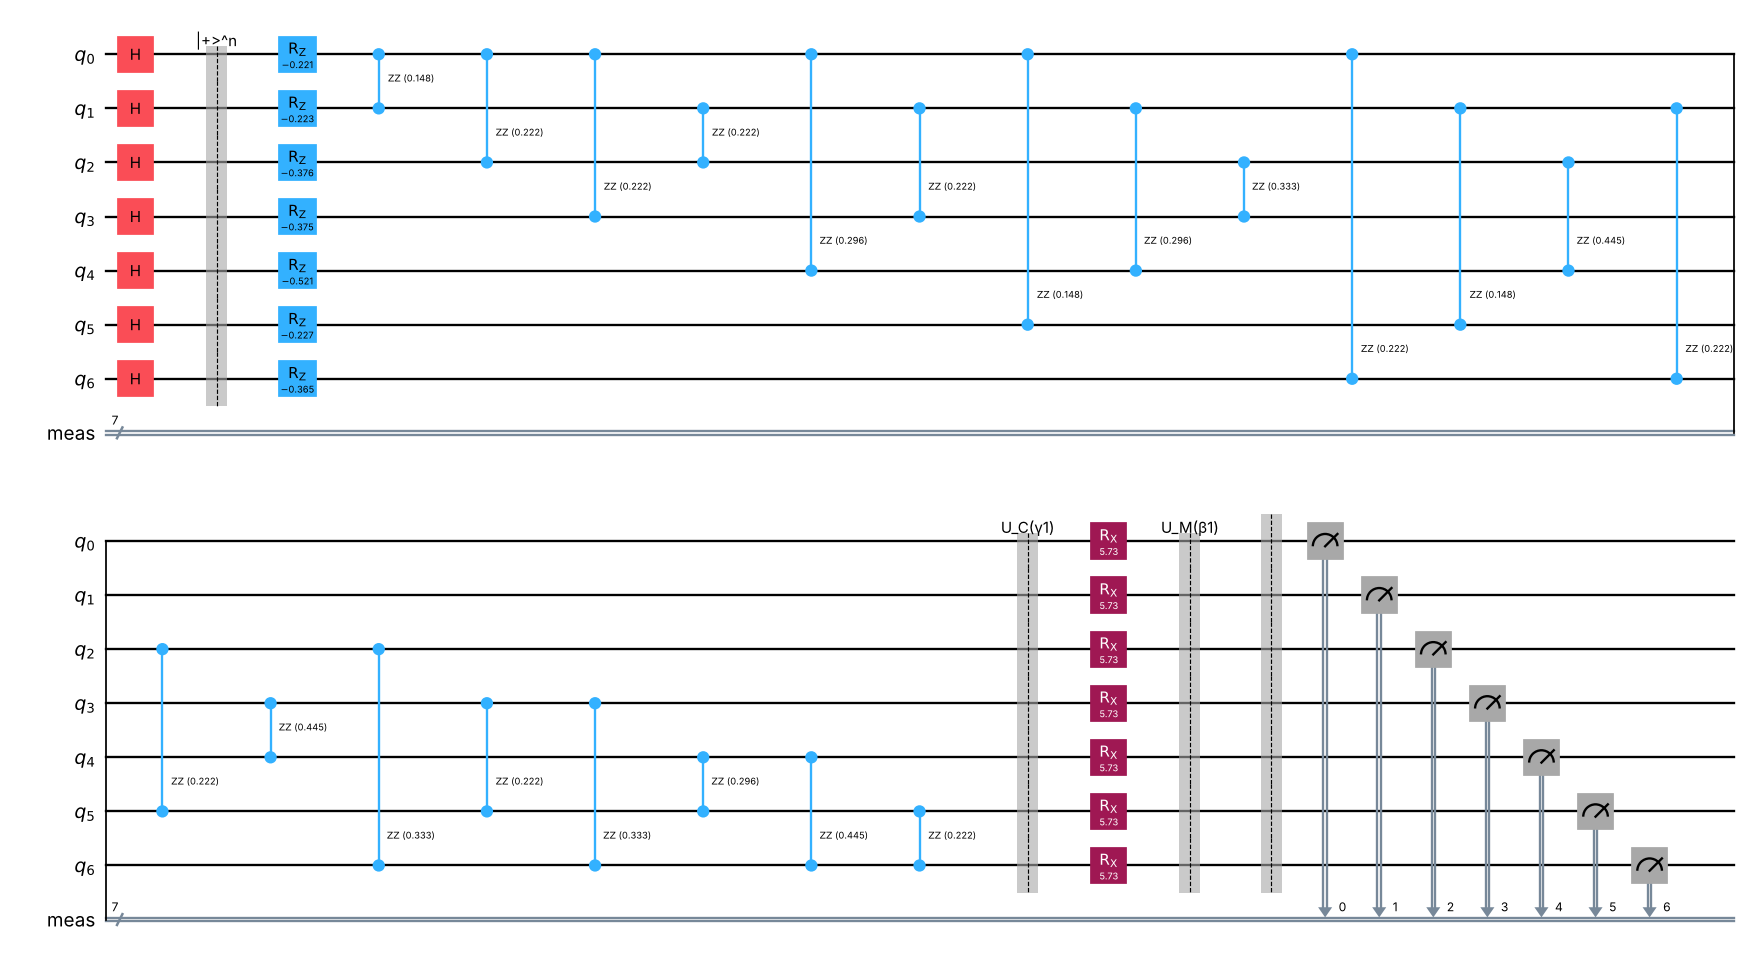 |+>^n
q0 H RZ −0.221
ZZ (0.148)
q1 H RZ −0.223
ZZ (0.222) ZZ (0.222)
q2 H RZ −0.376
ZZ (0.222) ZZ (0.222) ZZ (0.333)
q3 H RZ −0.375
ZZ (0.296) ZZ (0.296) ZZ (0.445)
q4 H RZ −0.521
ZZ (0.148) ZZ (0.148)
q5 H RZ −0.227
ZZ (0.222) ZZ (0.222)
q6 H RZ −0.365
7
meas
U_C(γ1) U_M(β1)
q0 RX 5.73
q1 RX 5.73
q2 RX 5.73
q3 RX 5.73
ZZ (0.445)
q4 RX 5.73
ZZ (0.222) ZZ (0.222) ZZ (0.296)
q5 RX 5.73
ZZ (0.333) ZZ (0.333) ZZ (0.445) ZZ (0.222)
q6 RX 5.73
7 0 1 2 3 4 5 6
meas